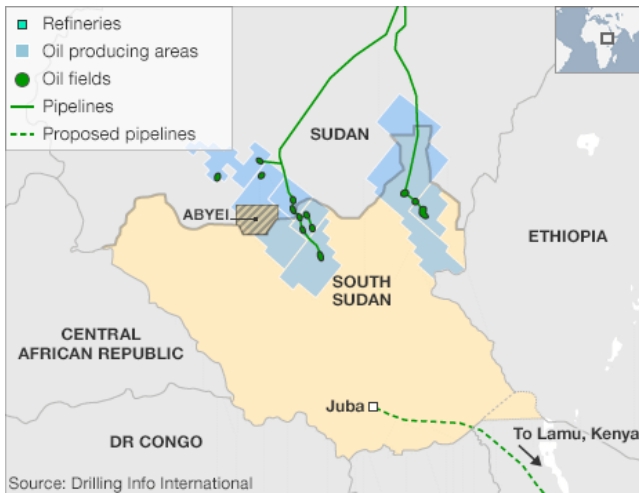 Refineries
Oil producing areas
Oil fields
Pipelines
Proposed pipelines
SUDAN
ABYEI
ETHIOPIA
SOUTH
SUDAN
CENTRAL
AFRICAN REPUBLIC
Juba
To Lamu, Kenya
DR CONGO
Source: Drilling Info International